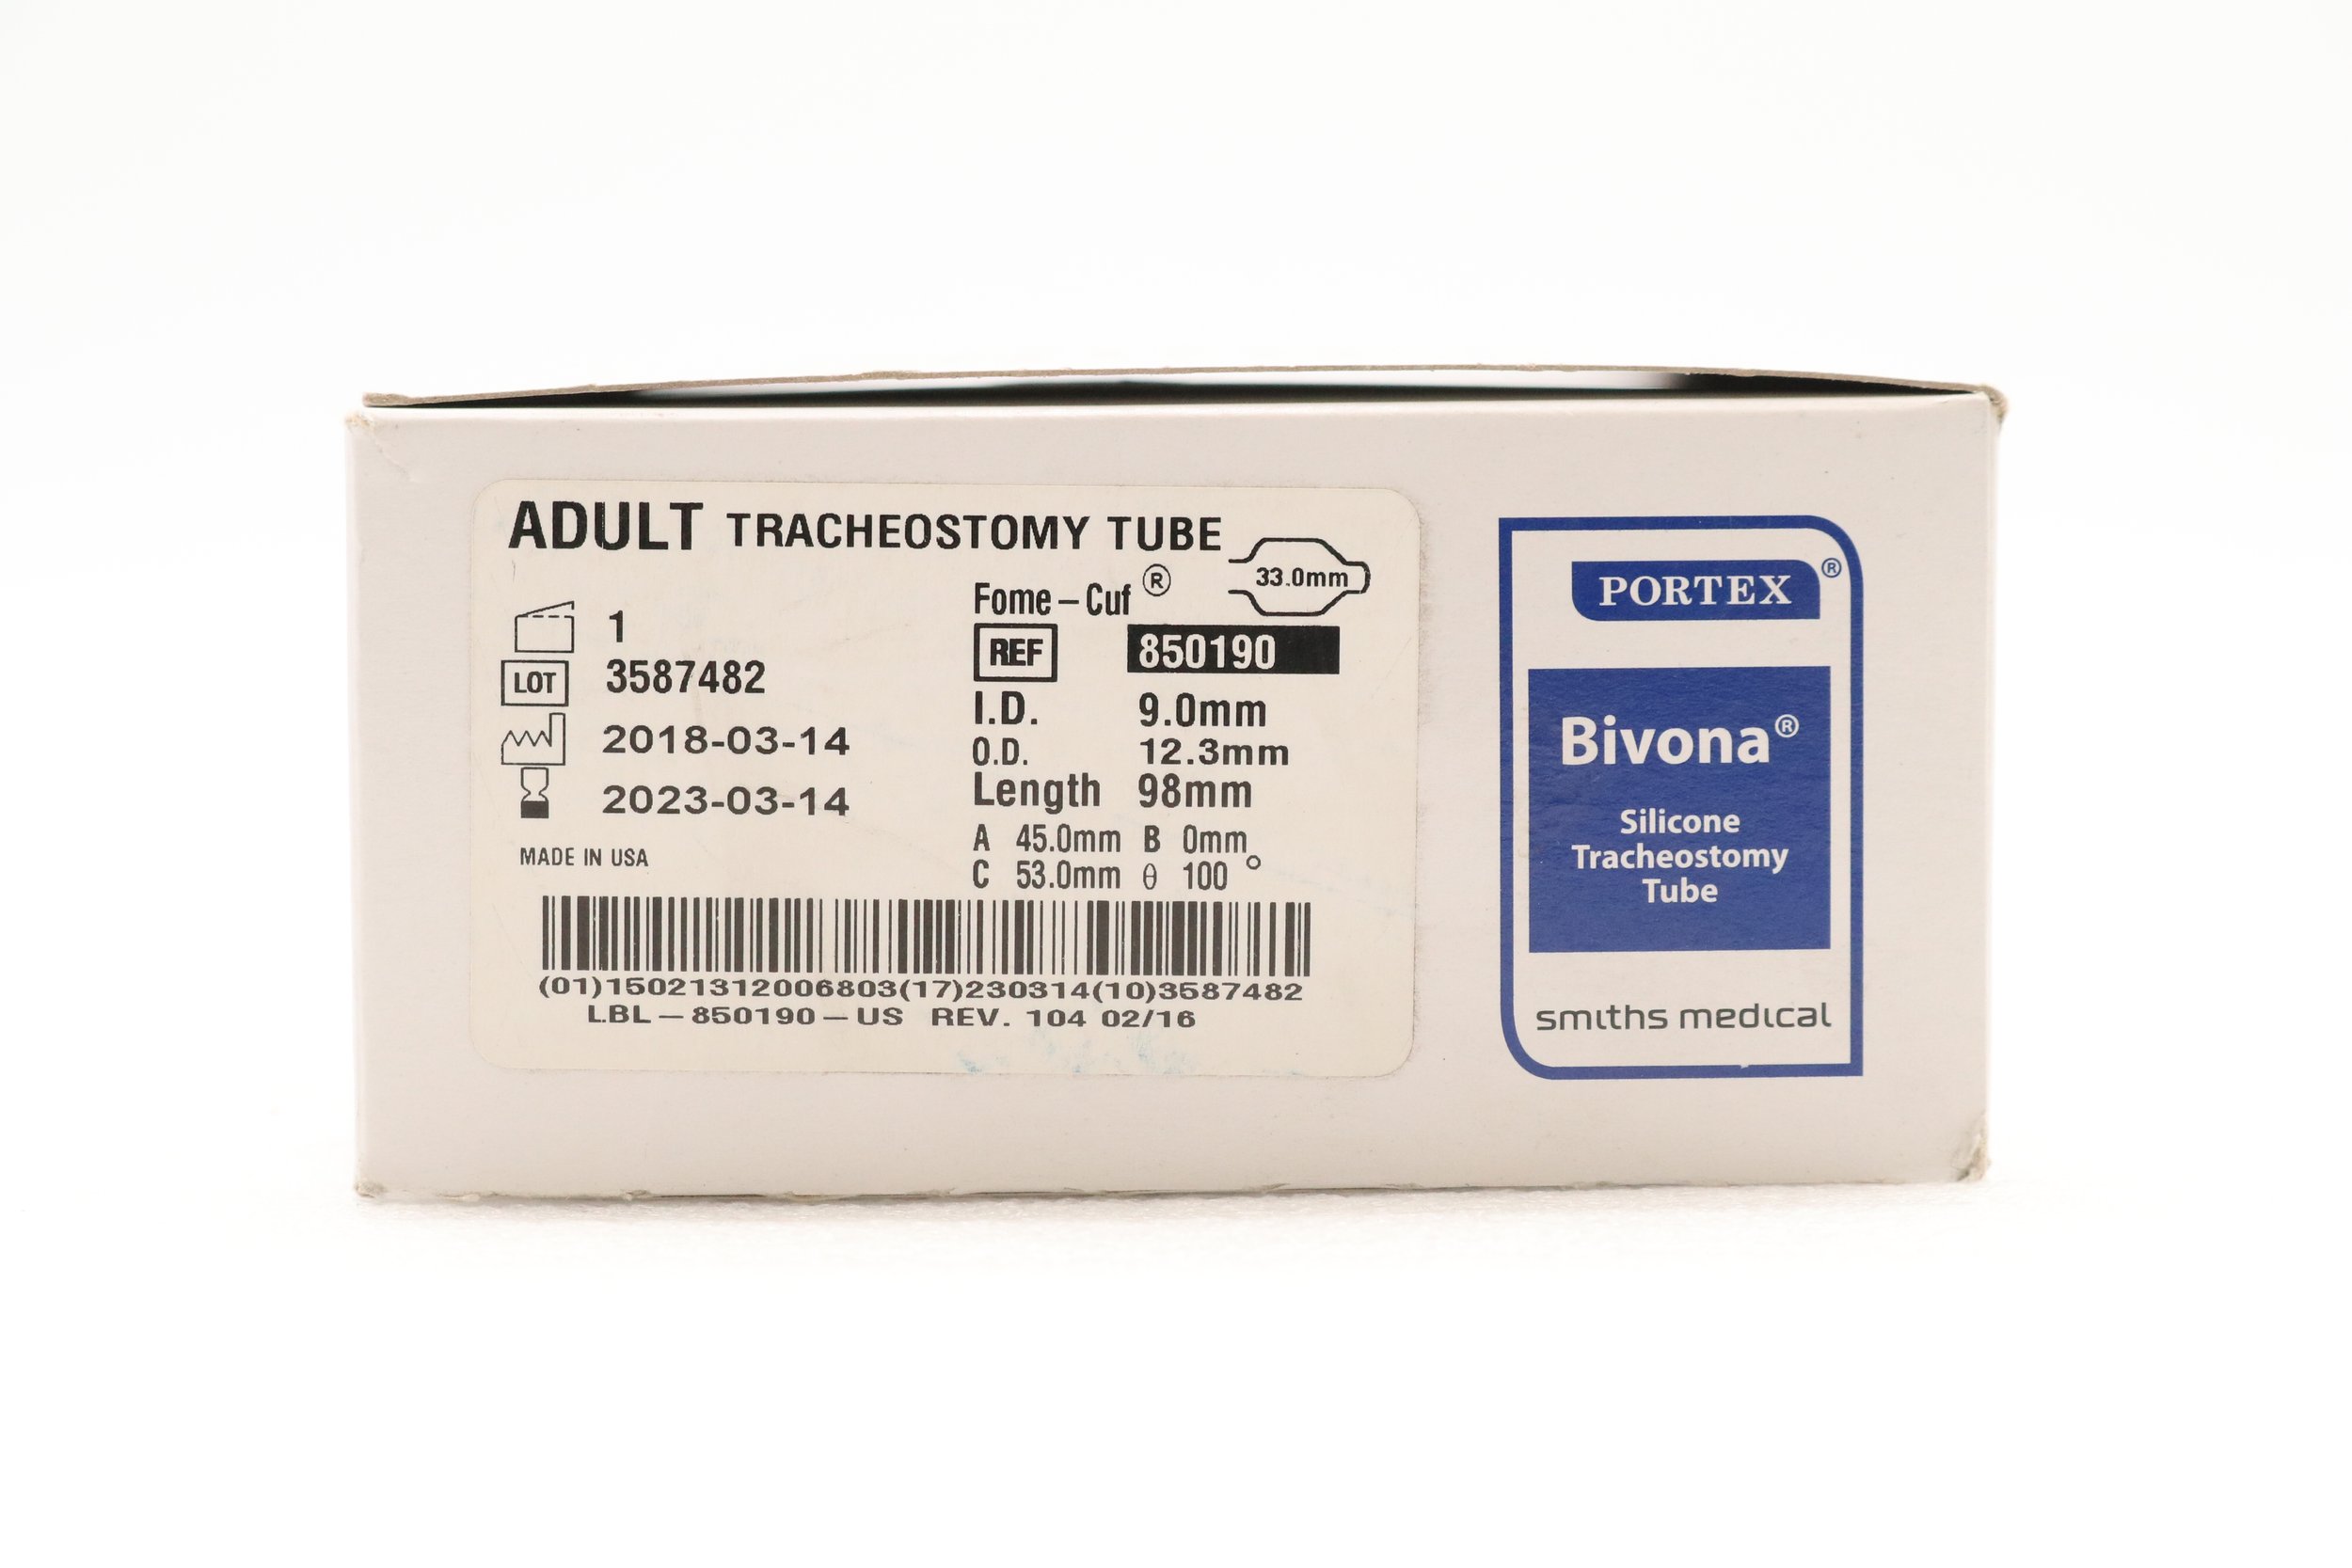 ADULT TRACHEOSTOMY TUBE
Fome-Cuf® 33.0mm
1
REF 850190
LOT 3587482
I.D. 9.0mm
2018-03-14
O.D. 12.3mm
Length 98mm
2023-03-14
A 45.0mm B 0mm
MADE IN USA
C 53.0mm θ 100°
(01)15021312006803(17)230314(10)3587482
LBL-850190-US REV. 104 02/16
PORTEX®
Bivona®
Silicone
Tracheostomy
Tube
smiths medical